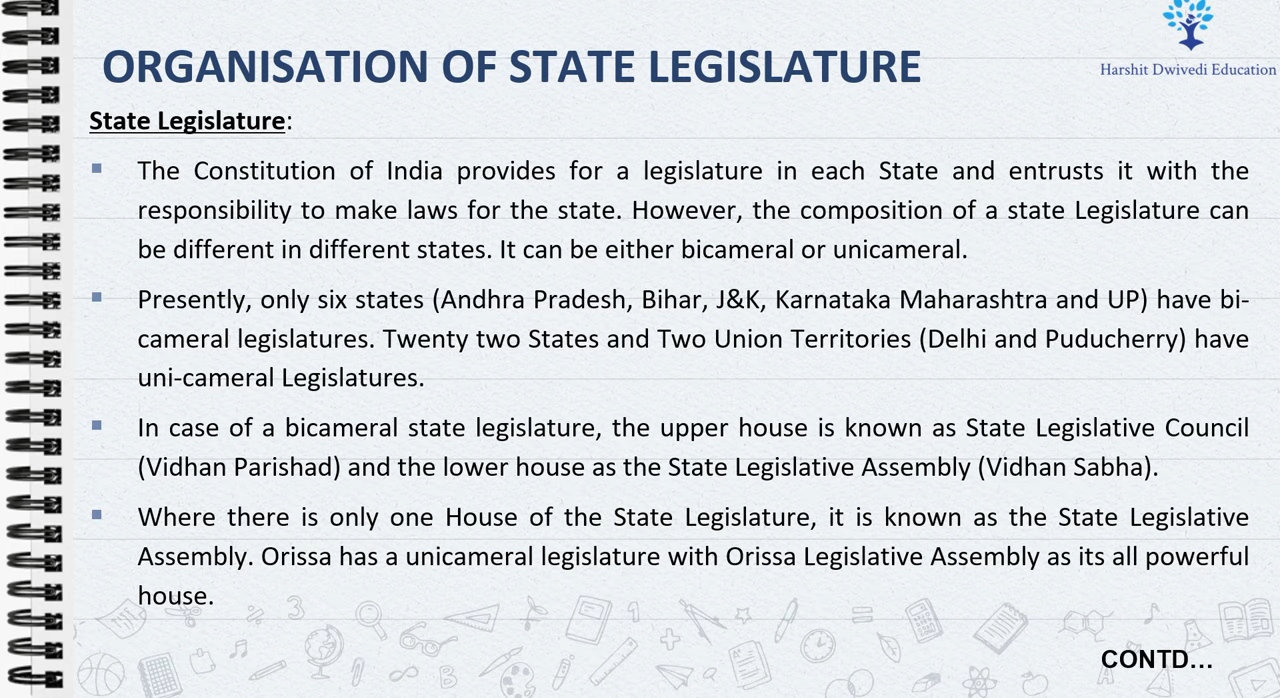 Harshit Dwivedi Education
ORGANISATION OF STATE LEGISLATURE
State Legislature:
▪ The Constitution of India provides for a legislature in each State and entrusts it with the
responsibility to make laws for the state. However, the composition of a state Legislature can
be different in different states. It can be either bicameral or unicameral.
▪ Presently, only six states (Andhra Pradesh, Bihar, J&K, Karnataka Maharashtra and UP) have bi-
cameral legislatures. Twenty two States and Two Union Territories (Delhi and Puducherry) have
uni-cameral Legislatures.
▪ In case of a bicameral state legislature, the upper house is known as State Legislative Council
(Vidhan Parishad) and the lower house as the State Legislative Assembly (Vidhan Sabha).
▪ Where there is only one House of the State Legislature, it is known as the State Legislative
Assembly. Orissa has a unicameral legislature with Orissa Legislative Assembly as its all powerful
house.
CONTD...